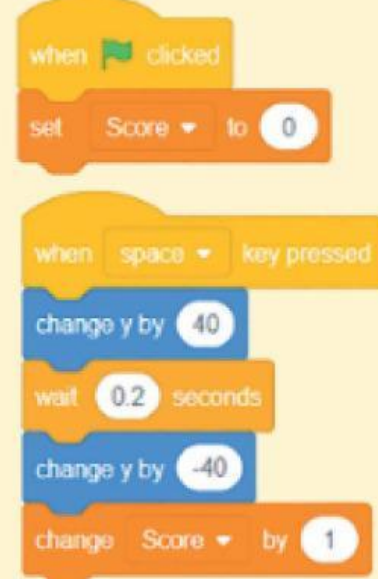 when clicked
set Score to 0
when space key pressed
change y by 40
wait 0.2 seconds
change y by -40
change Score by 1